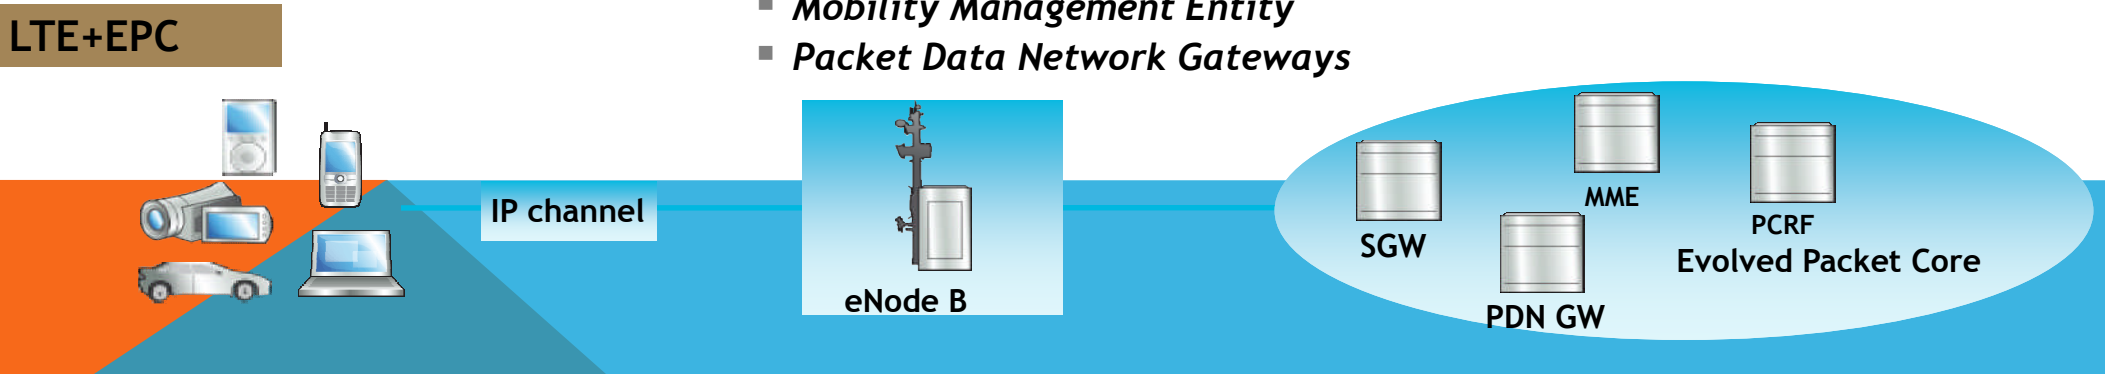 Mobility Management Entity
LTE+EPC
Packet Data Network Gateways
IP channel
eNode B
MME
PCRF
SGW
Evolved Packet Core
PDN GW